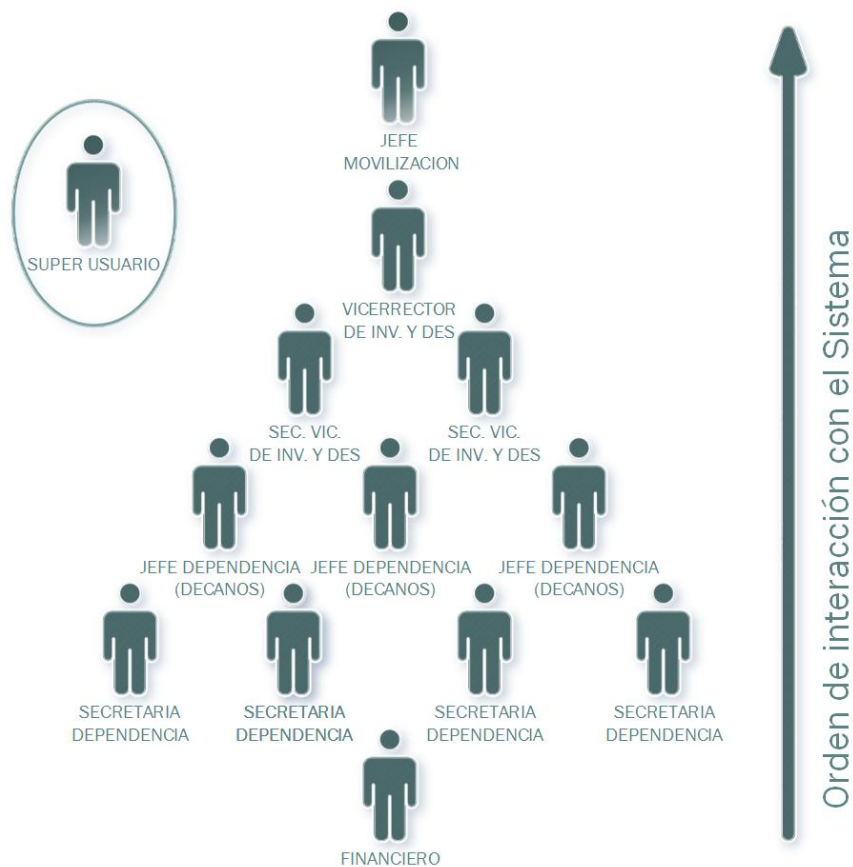 JEFE
MOVILIZACION
SUPER USUARIO
VICERRECTOR
DE INV. Y DES
SEC. VIC.
DE INV. Y DES
SEC. VIC.
DE INV. Y DES
JEFE DEPENDENCIA
(DECANOS)
JEFE DEPENDENCIA
(DECANOS)
JEFE DEPENDENCIA
(DECANOS)
SECRETARIA
DEPENDENCIA
SECRETARIA
DEPENDENCIA
SECRETARIA
DEPENDENCIA
SECRETARIA
DEPENDENCIA
FINANCIERO
Orden de interacción con el Sistema